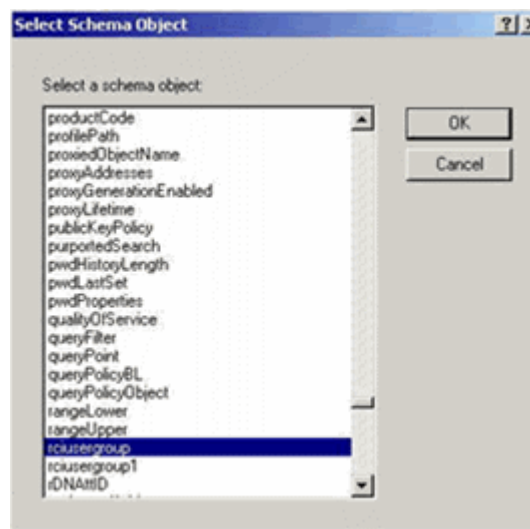 Select Schema Object
Select a schema object:
productCode
profilePath
proxiedObjectName
proxyAddresses
proxyGenerationEnabled
proxyLifetime
publicKeyPolicy
purportedSearch
pwdHistoryLength
pwdLastSet
pwdProperties
qualityOfService
queryFilter
queryPoint
queryPolicyBL
queryPolicyObject
rangeLower
rangeUpper
rciusergroup
rciusergroup1
rDNAttID
OK
Cancel